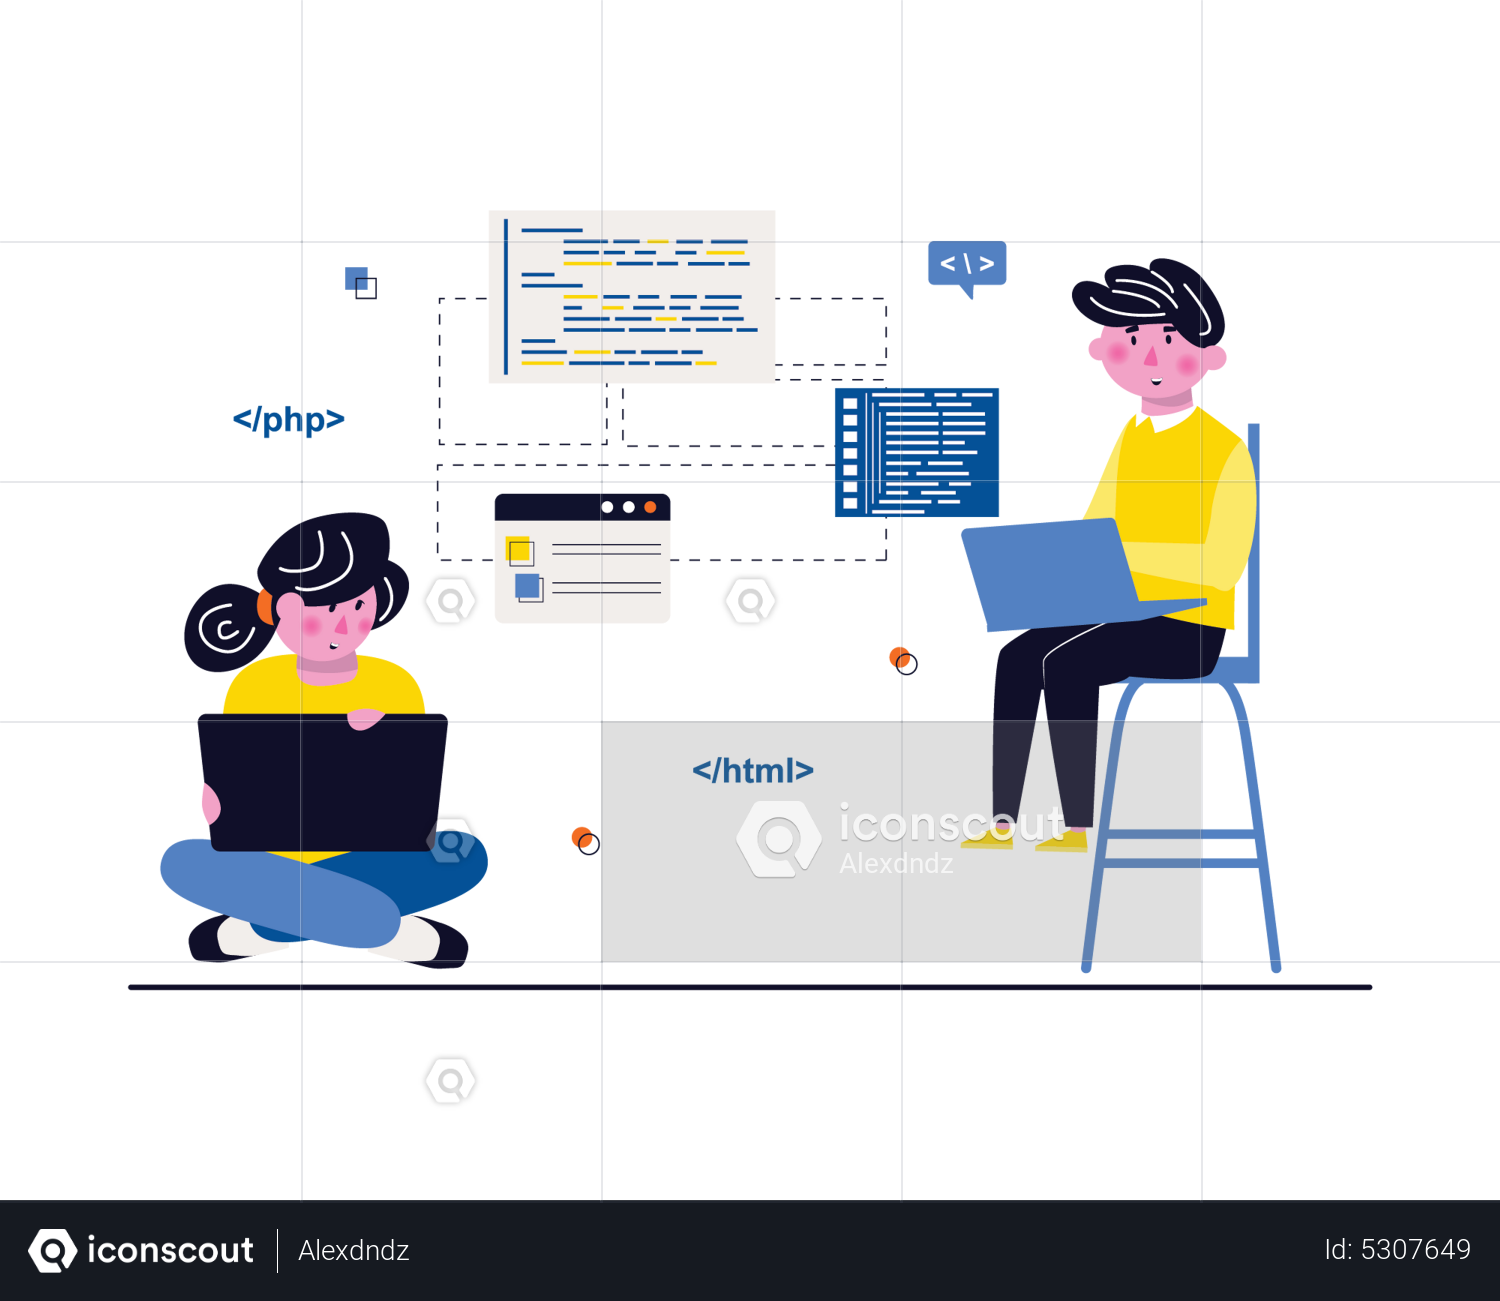 < \ >
</php>
</html>
iconscout
Alexdndz
iconscout
Alexdndz
Id: 5307649